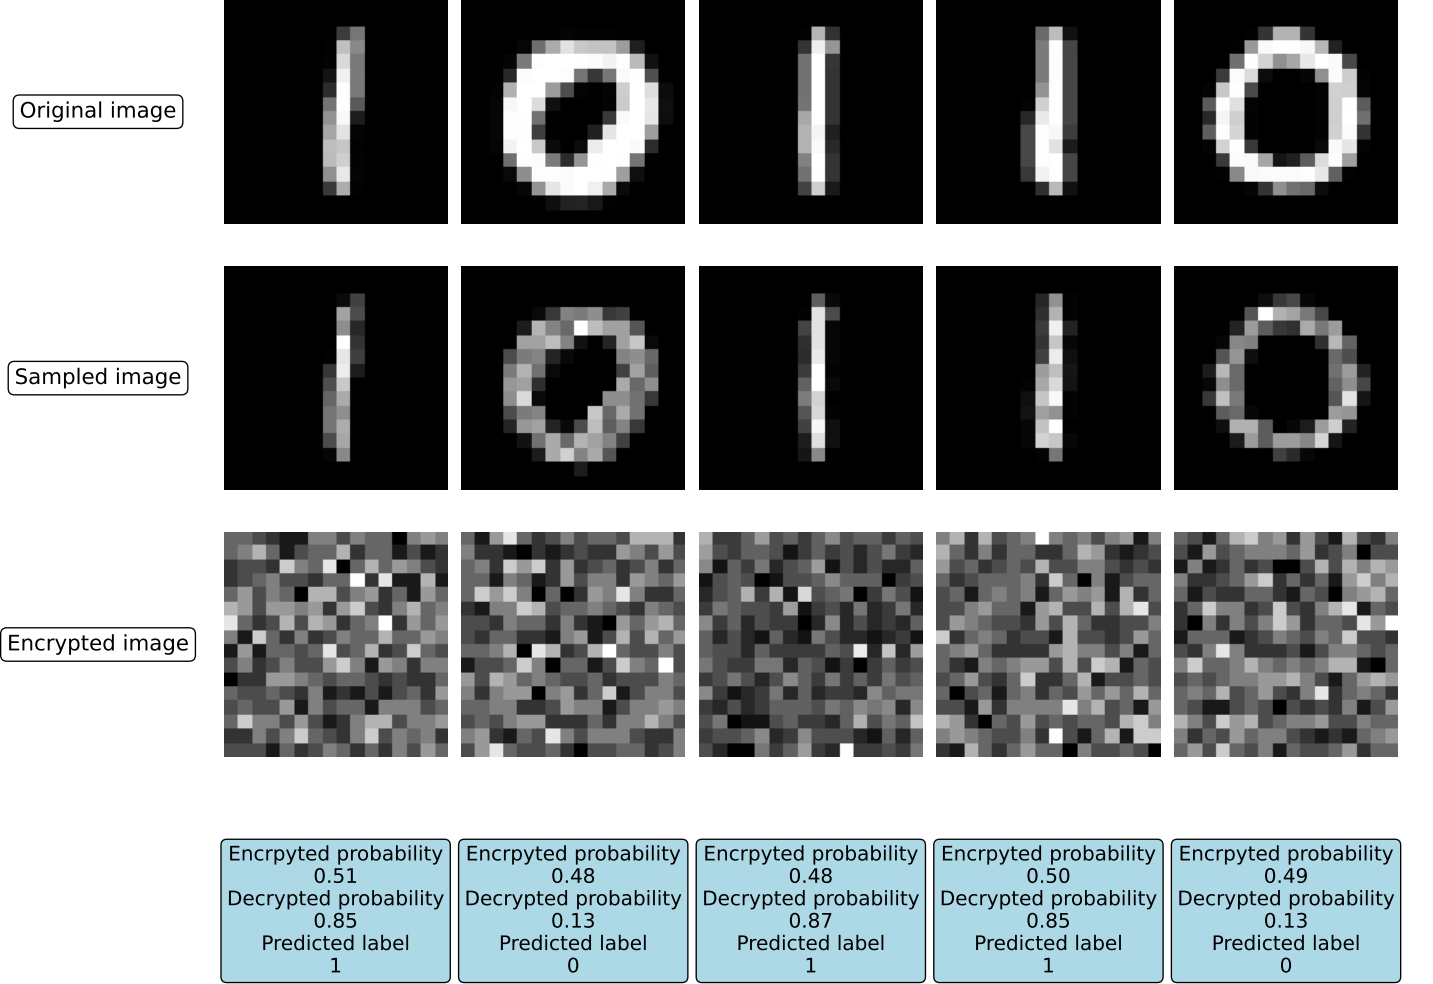 Original image
Sampled image
Encrypted image
Encrpyted probability
0.51
Decrypted probability
0.85
Predicted label
1
Encrpyted probability
0.48
Decrypted probability
0.13
Predicted label
0
Encrpyted probability
0.48
Decrypted probability
0.87
Predicted label
1
Encrpyted probability
0.50
Decrypted probability
0.85
Predicted label
1
Encrpyted probability
0.49
Decrypted probability
0.13
Predicted label
0